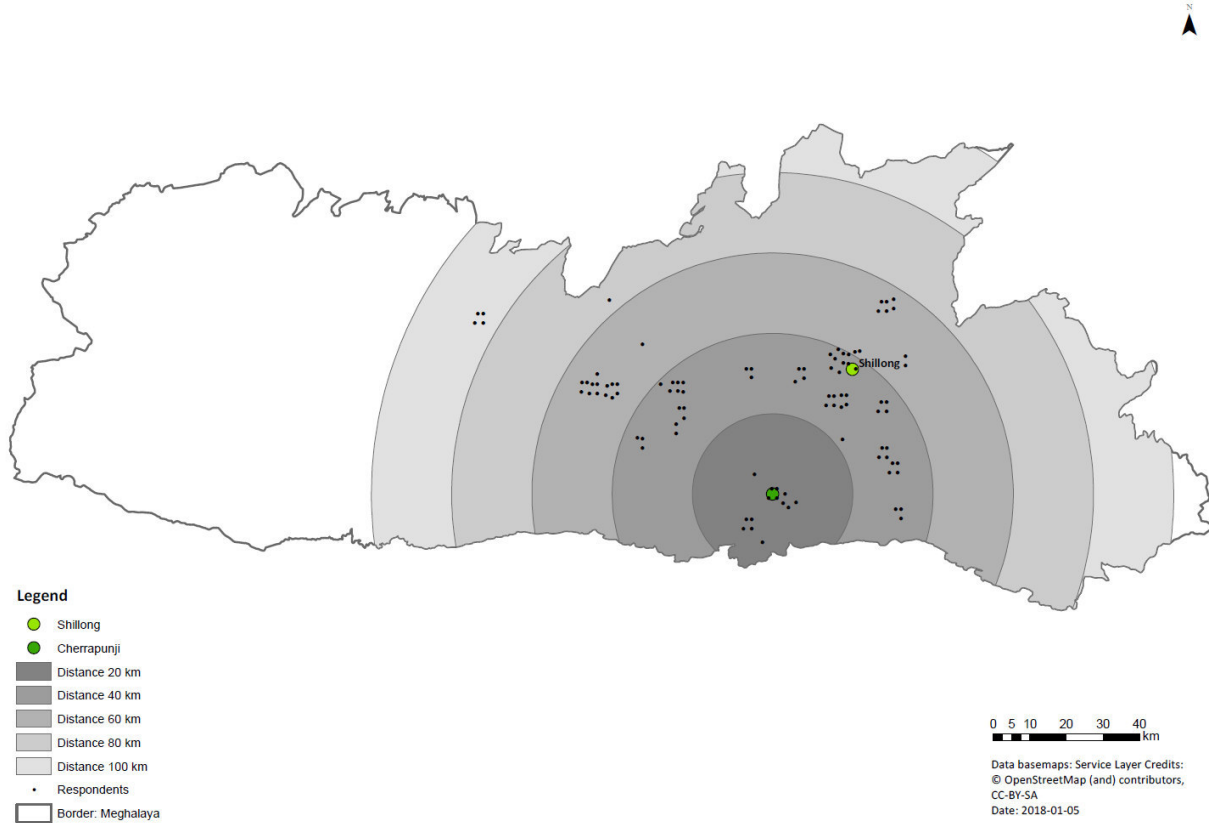 N
Shillong
Legend
Shillong
Cherrapunji
Distance 20 km
Distance 40 km
Distance 60 km
Distance 80 km
Distance 100 km
Respondents
Border: Meghalaya
0 5 10 20 30 40
km
Data basemaps: Service Layer Credits:
© OpenStreetMap (and) contributors,
CC-BY-SA
Date: 2018-01-05